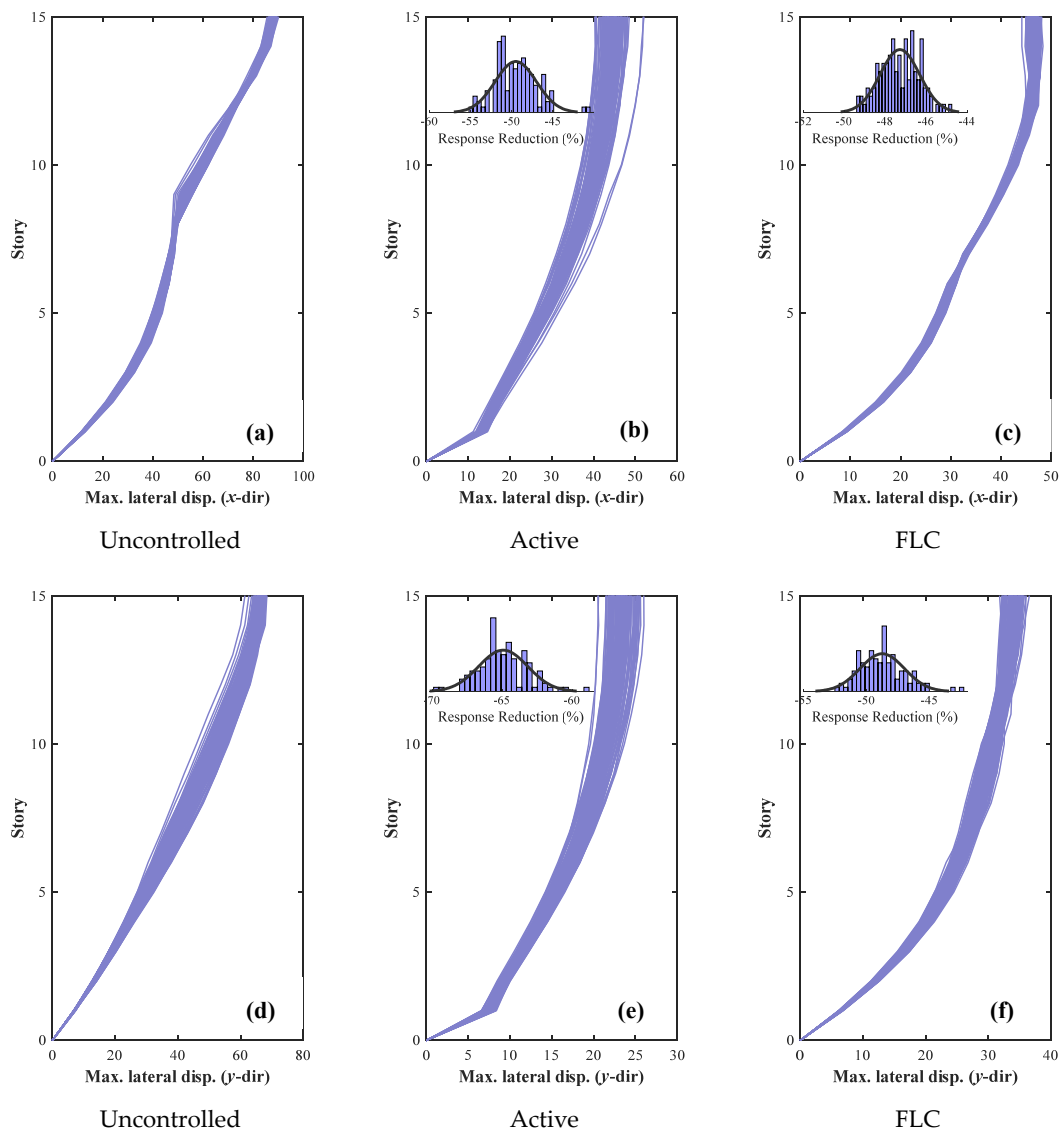 15
10
5
0
Story
0 20 40 60 80 100
Max. lateral disp. (x-dir)
(a)
Uncontrolled
15
10
5
0
Story
-60 -55 -50 -45
Response Reduction (%)
0 10 20 30 40 50 60
Max. lateral disp. (x-dir)
(b)
Active
15
10
5
0
Story
-52 -50 -48 -46 -44
Response Reduction (%)
0 10 20 30 40 50
Max. lateral disp. (x-dir)
(c)
FLC
15
10
5
0
Story
0 20 40 60 80
Max. lateral disp. (y-dir)
(d)
Uncontrolled
15
10
5
0
Story
-70 -65 -60
Response Reduction (%)
0 5 10 15 20 25 30
Max. lateral disp. (y-dir)
(e)
Active
15
10
5
0
Story
-55 -50 -45
Response Reduction (%)
0 10 20 30 40
Max. lateral disp. (y-dir)
(f)
FLC